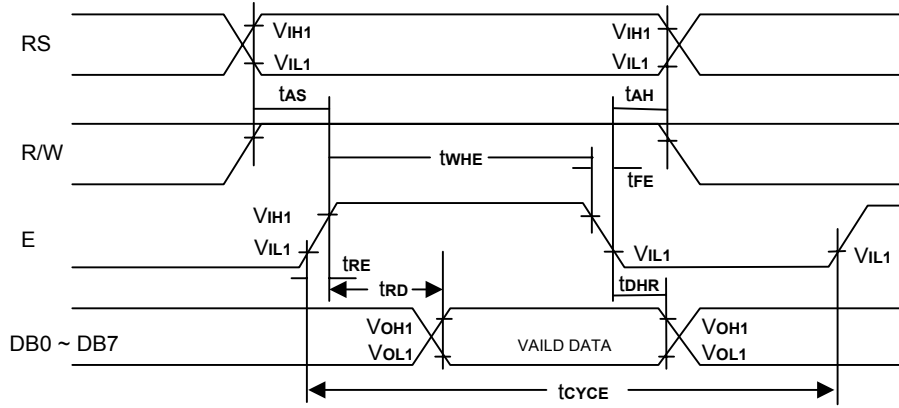 RS
VIH1
VIL1
VIH1
VIL1
tAS
tAH
R/W
tWHE
tFE
E
VIH1
VIL1
VIL1
VIL1
tRE
tRD
tDHR
DB0 ~ DB7
VOH1
VOL1
VAILD DATA
VOH1
VOL1
tCYCE